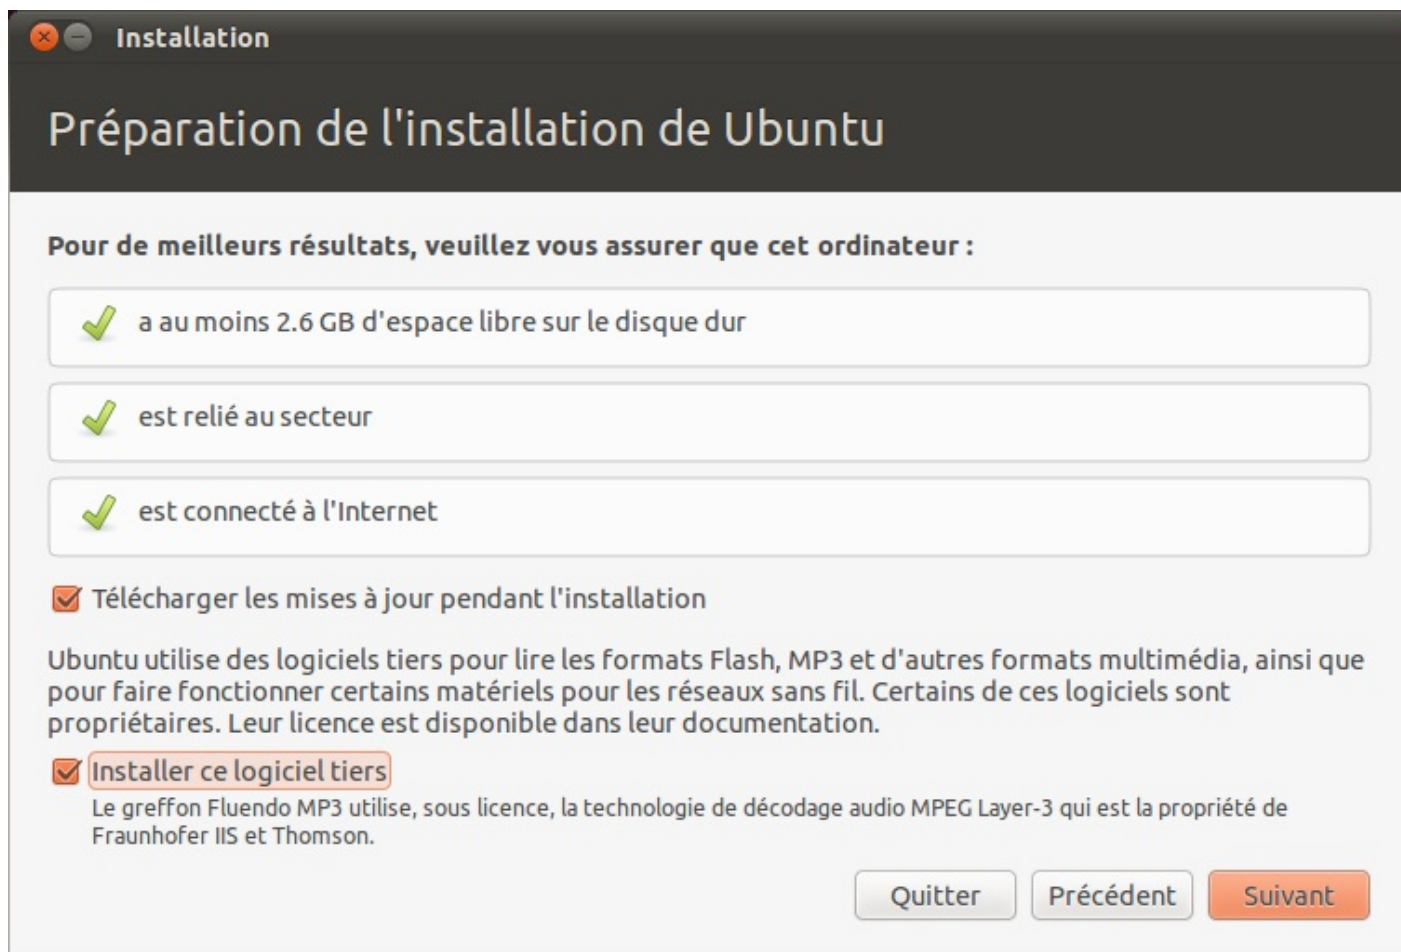 Installation
Préparation de l'installation de Ubuntu
Pour de meilleurs résultats, veuillez vous assurer que cet ordinateur :
a au moins 2.6 GB d'espace libre sur le disque dur
est relié au secteur
est connecté à l'Internet
Télécharger les mises à jour pendant l'installation
Ubuntu utilise des logiciels tiers pour lire les formats Flash, MP3 et d'autres formats multimédia, ainsi que
pour faire fonctionner certains matériels pour les réseaux sans fil. Certains de ces logiciels sont
propriétaires. Leur licence est disponible dans leur documentation.
Installer ce logiciel tiers
Le greffon Fluendo MP3 utilise, sous licence, la technologie de décodage audio MPEG Layer-3 qui est la propriété de
Fraunhofer IIS et Thomson.
Quitter Précédent Suivant